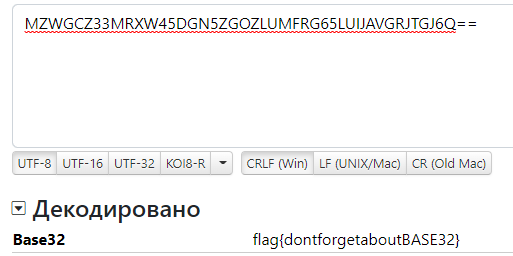 MZWGCZ33MRXW45DGN5ZGOZLUMFRG65LUIJAVGRJTGJ6Q==
UTF-8 UTF-16 UTF-32 KOI8-R CRLF (Win) LF (UNIX/Mac) CR (Old Mac)
Декодировано
Base32 flag{dontforgetaboutBASE32}